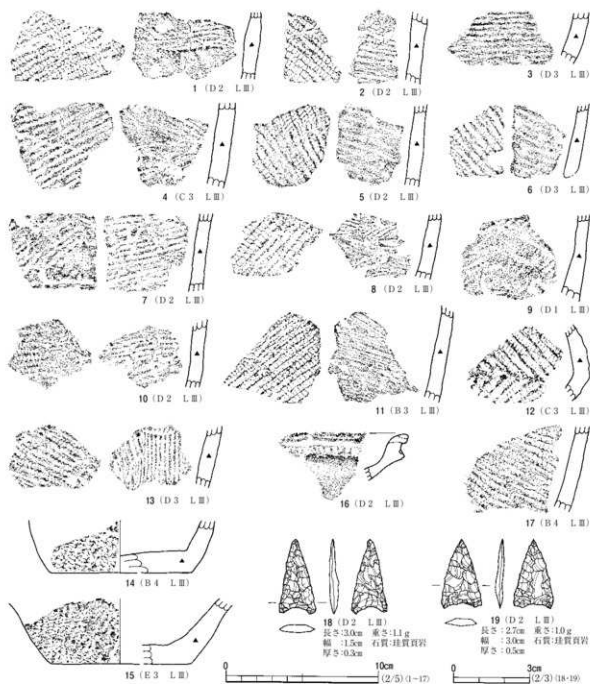 1 (D2 LⅢ)
2 (D2 LⅢ)
3 (D3 LⅢ)
4 (C3 LⅢ)
5 (D2 LⅢ)
6 (D3 LⅢ)
7 (D2 LⅢ)
8 (D2 LⅢ)
9 (D1 LⅢ)
10 (D2 LⅢ)
11 (B3 LⅢ)
12 (C3 LⅢ)
13 (D3 LⅢ)
16 (D2 LⅢ)
17 (B4 LⅢ)
14 (B4 LⅢ)
15 (E3 LⅢ)
18 (D2 LⅢ)
長さ:3.0cm 重さ:1.1g
幅 :1.5cm 石質:珪質頁岩
厚さ:0.3cm
19 (D2 LⅢ)
長さ:2.7cm 重さ:1.0g
幅 :3.0cm 石質:珪質頁岩
厚さ:0.5cm
0 10cm
(2/5) (1~17)
0 3cm
(2/3) (18·19)